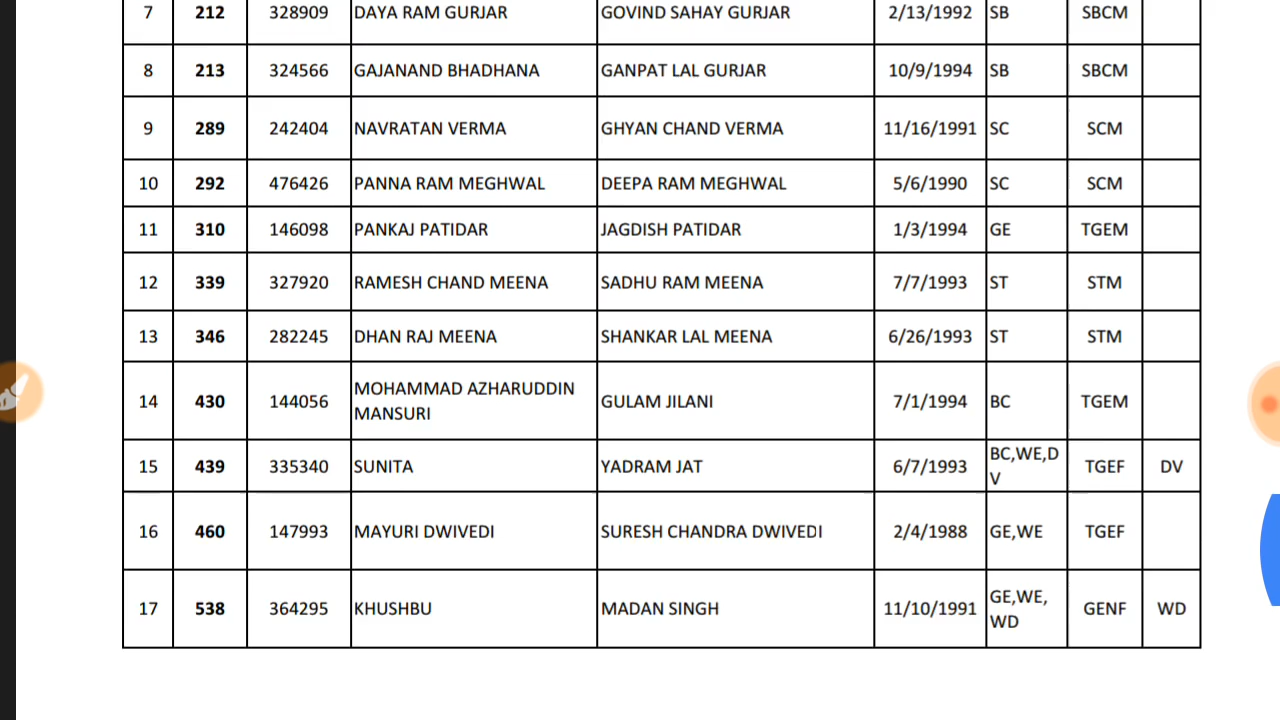 7 212 328909 DAYA RAM GURJAR GOVIND SAHAY GURJAR 2/13/1992 SB SBCM
8 213 324566 GAJANAND BHADHANA GANPAT LAL GURJAR 10/9/1994 SB SBCM
9 289 242404 NAVRATAN VERMA GHYAN CHAND VERMA 11/16/1991 SC SCM
10 292 476426 PANNA RAM MEGHWAL DEEPA RAM MEGHWAL 5/6/1990 SC SCM
11 310 146098 PANKAJ PATIDAR JAGDISH PATIDAR 1/3/1994 GE TGEM
12 339 327920 RAMESH CHAND MEENA SADHU RAM MEENA 7/7/1993 ST STM
13 346 282245 DHAN RAJ MEENA SHANKAR LAL MEENA 6/26/1993 ST STM
14 430 144056 MOHAMMAD AZHARUDDIN
MANSURI GULAM JILANI 7/1/1994 BC TGEM
15 439 335340 SUNITA YADRAM JAT 6/7/1993 BC,WE,D
V TGEF DV
16 460 147993 MAYURI DWIVEDI SURESH CHANDRA DWIVEDI 2/4/1988 GE,WE TGEF
17 538 364295 KHUSHBU MADAN SINGH 11/10/1991 GE,WE,
WD GENF WD